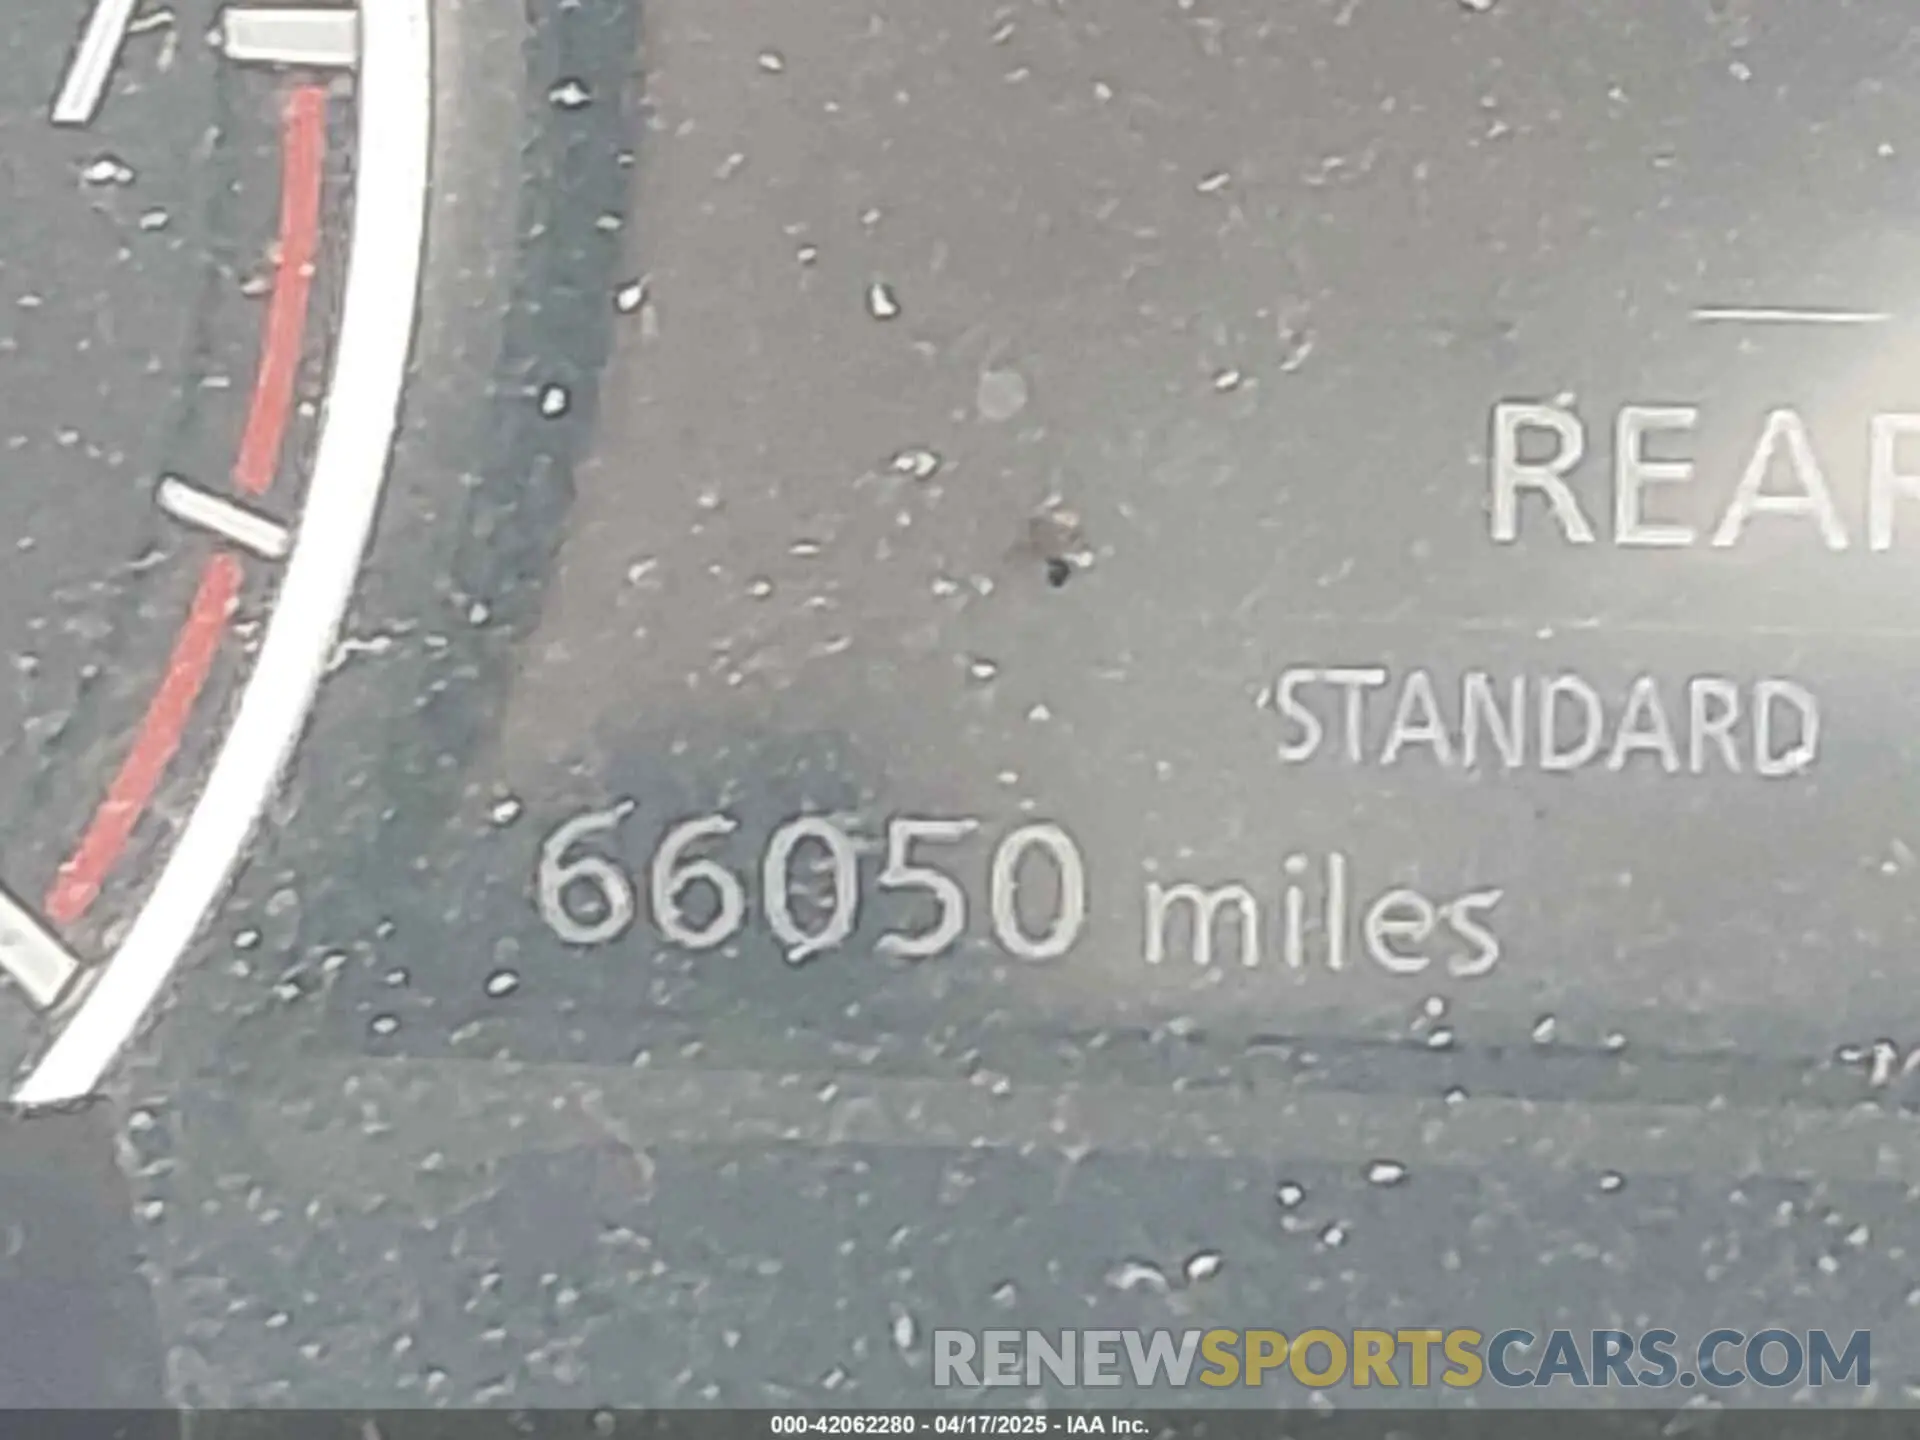 REAR
STANDARD
66050 miles
RENEWSPORTSCARS.COM
000-42062280 - 04/17/2025 - IAA Inc.